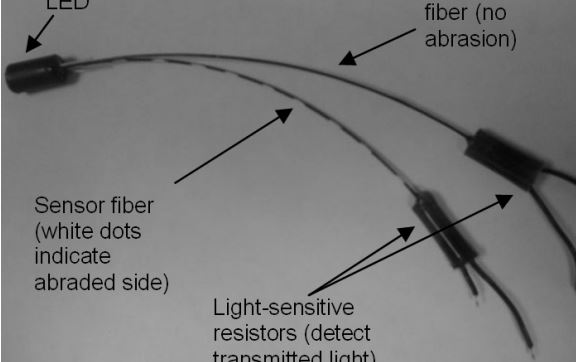 LED
fiber (no
abrasion)
Sensor fiber
(white dots
indicate
abraded side)
Light-sensitive
resistors (detect
transmitted light)